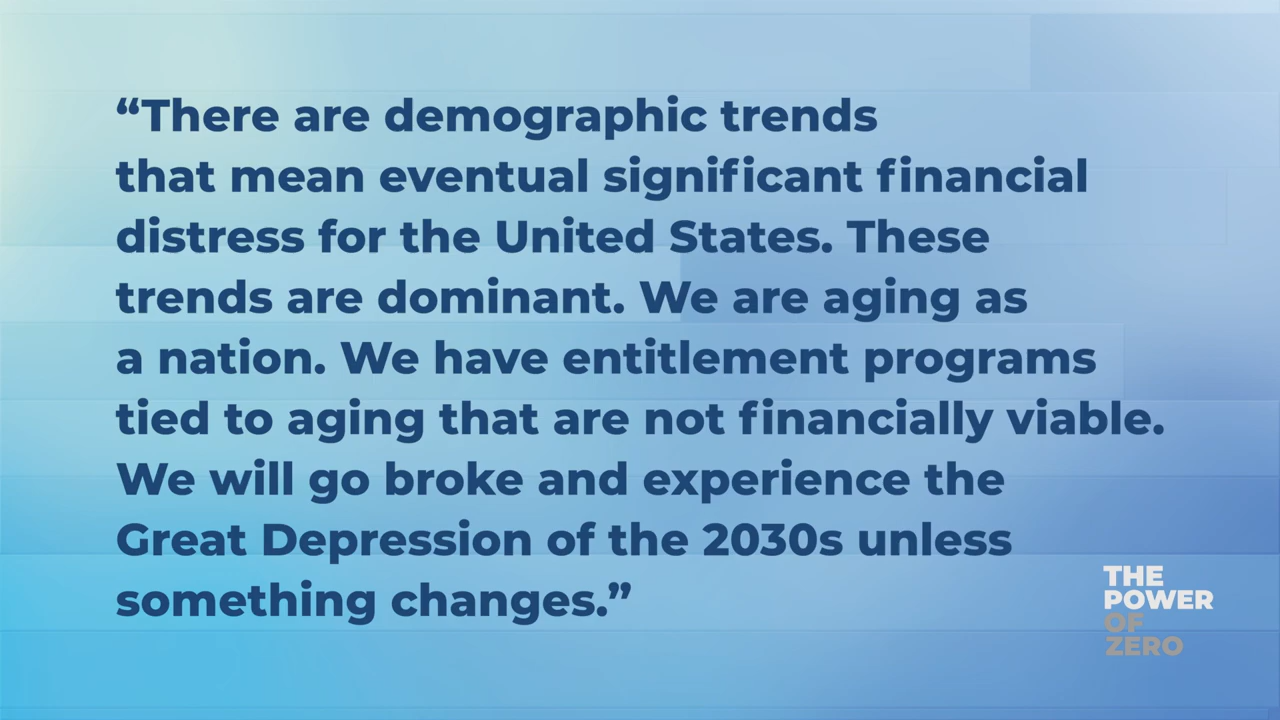 “There are demographic trends
that mean eventual significant financial
distress for the United States. These
trends are dominant. We are aging as
a nation. We have entitlement programs
tied to aging that are not financially viable.
We will go broke and experience the
Great Depression of the 2030s unless
something changes.”
THE
POWER
OF
ZERO